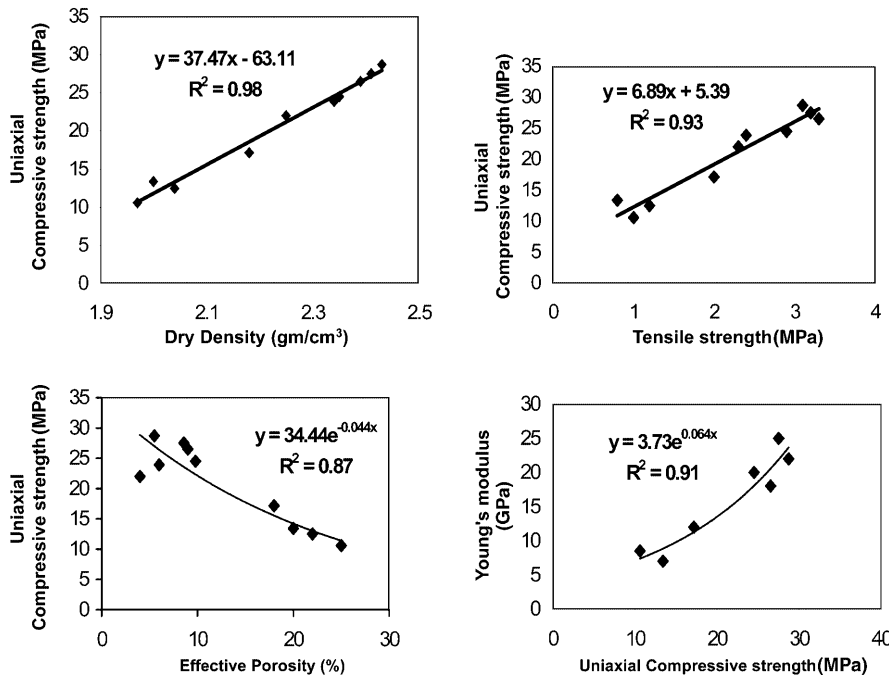 35
30
25
20
15
10
5
0
Uniaxial
Compressive strength (MPa)
y = 37.47x - 63.11
R² = 0.98
1.9 2.1 2.3 2.5
Dry Density (gm/cm³)
35
30
25
20
15
10
5
0
Uniaxial
Compressive strength(MPa)
y = 6.89x + 5.39
R² = 0.93
0 1 2 3 4
Tensile strength(MPa)
35
30
25
20
15
10
5
0
Uniaxial
Compressive strength (MPa)
y = 34.44e^-0.044x
R² = 0.87
0 10 20 30
Effective Porosity (%)
30
25
20
15
10
5
0
Young's modulus
(GPa)
y = 3.73e^0.064x
R² = 0.91
0 10 20 30 40
Uniaxial Compressive strength(MPa)